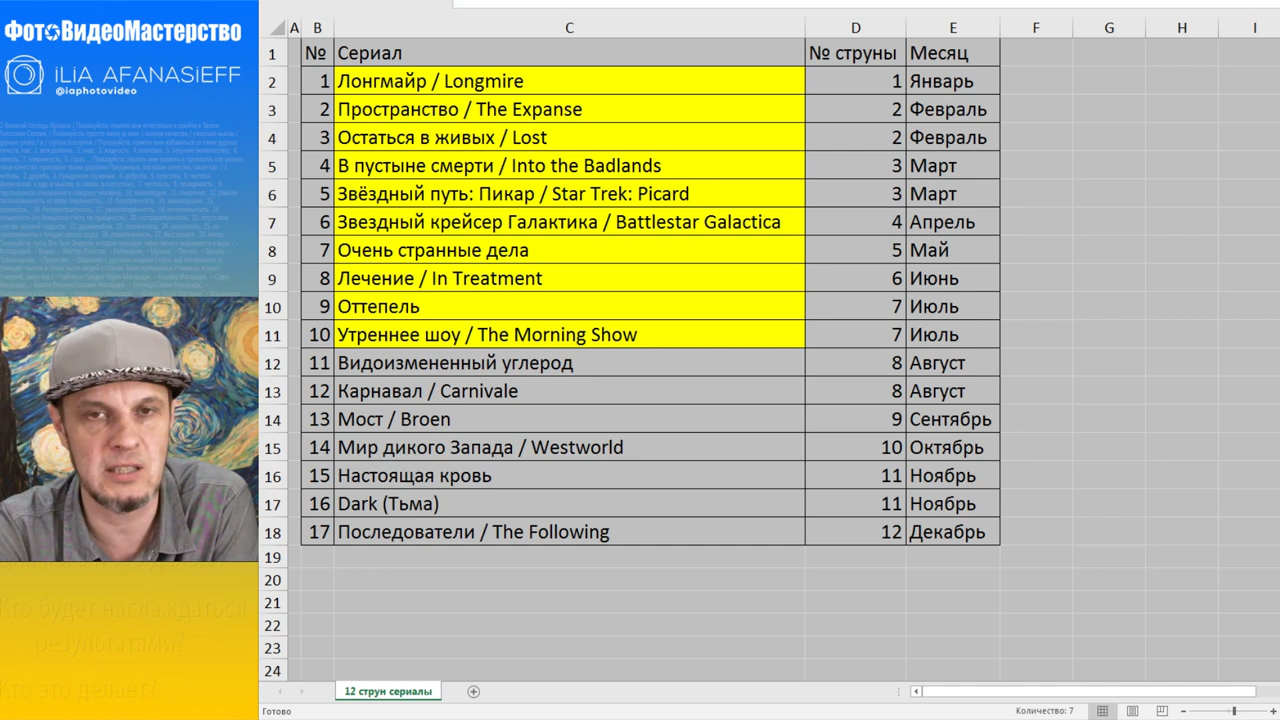 ФотоВидеоМастерство
iLiA AFANASiEFF
@iaphotovideo
Кто будет наслаждаться
результатами?
Кто это делает?
A B C D E F G H I
1 № Сериал № струны Месяц
2 1 Лонгмайр / Longmire 1 Январь
3 2 Пространство / The Expanse 2 Февраль
4 3 Остаться в живых / Lost 2 Февраль
5 4 В пустыне смерти / Into the Badlands 3 Март
6 5 Звёздный путь: Пикар / Star Trek: Picard 3 Март
7 6 Звездный крейсер Галактика / Battlestar Galactica 4 Апрель
8 7 Очень странные дела 5 Май
9 8 Лечение / In Treatment 6 Июнь
10 9 Оттепель 7 Июль
11 10 Утреннее шоу / The Morning Show 7 Июль
12 11 Видоизмененный углерод 8 Август
13 12 Карнавал / Carnivale 8 Август
14 13 Мост / Broen 9 Сентябрь
15 14 Мир дикого Запада / Westworld 10 Октябрь
16 15 Настоящая кровь 11 Ноябрь
17 16 Dark (Тьма) 11 Ноябрь
18 17 Последователи / The Following 12 Декабрь
19
20
21
22
23
24
12 струн сериалы
Готово Количество: 7